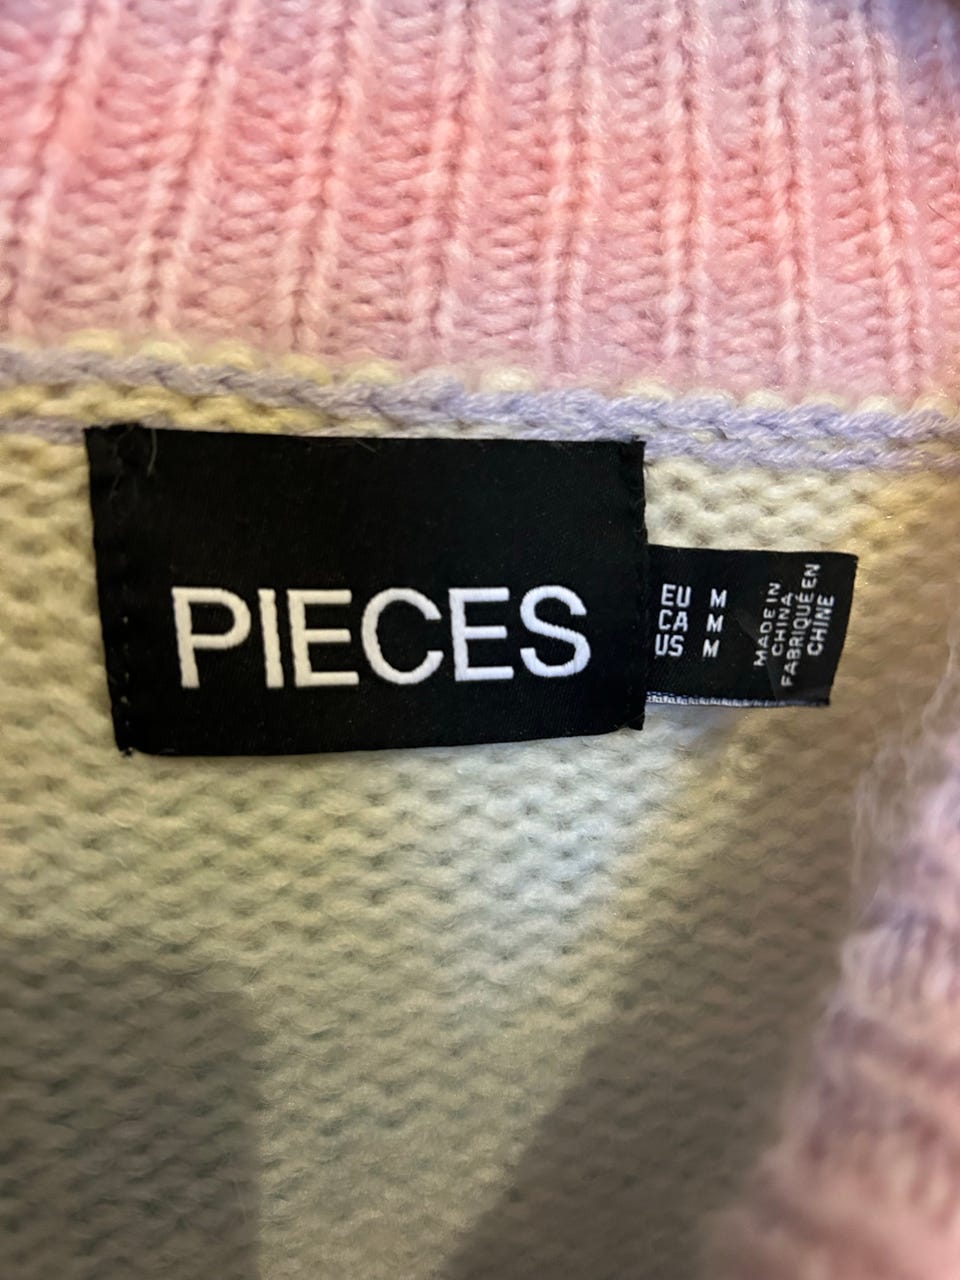 PIECES
EU M
CA M
US M
MADE IN
CHINA
FABRIQUÉ EN
CHINE